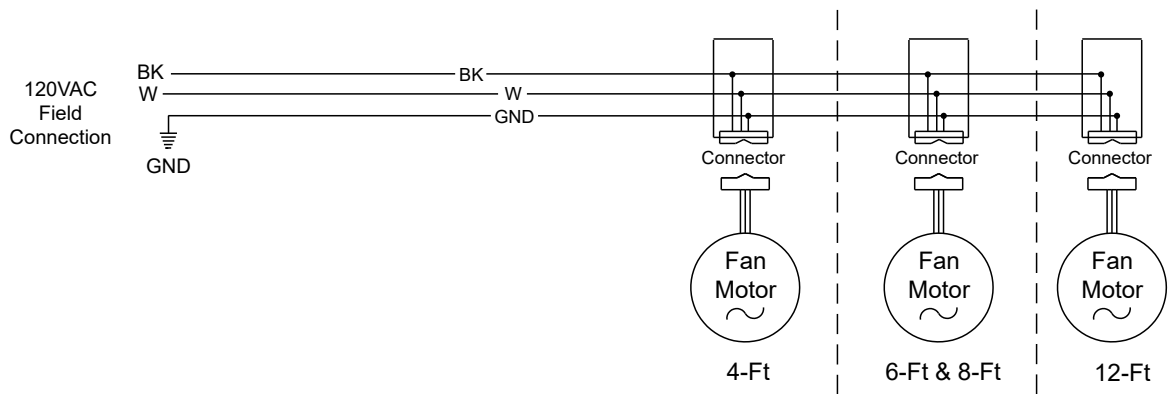 120VAC
Field
Connection
BK
W
GND
BK
W
GND
Connector
Connector
Connector
Fan
Motor
Fan
Motor
Fan
Motor
4-Ft
6-Ft & 8-Ft
12-Ft